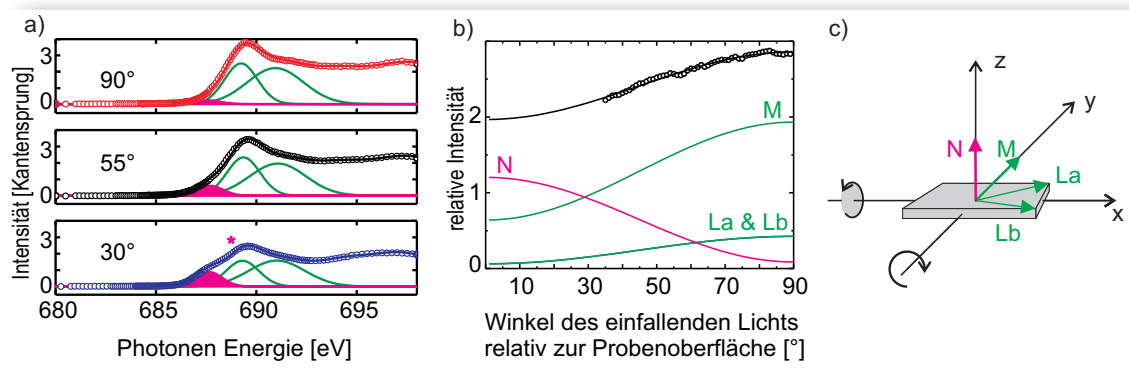 a)
Intensität [Kantensprung]
3
0
90°
3
0
55°
3
0
30°
*
680
685
690
695
Photonen Energie [eV]
b)
relative Intensität
2
1
0
M
N
La & Lb
10
30
50
70
90
Winkel des einfallenden Lichts
relativ zur Probenoberfläche [°]
c)
z
y
N
M
La
x
Lb